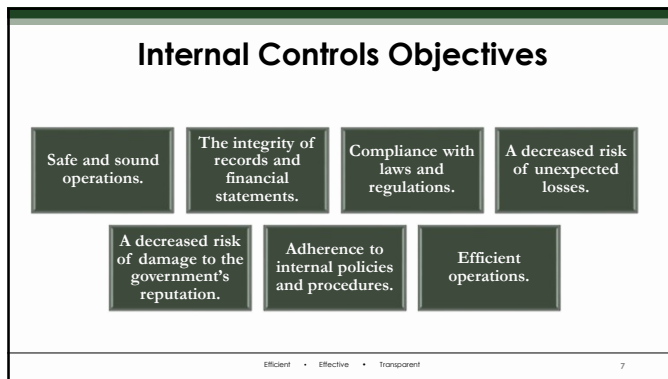 Internal Controls Objectives
Safe and sound
operations.
The integrity of
records and
financial
statements.
Compliance with
laws and
regulations.
A decreased risk
of unexpected
losses.
A decreased risk
of damage to the
government's
reputation.
Adherence to
internal policies
and procedures.
Efficient
operations.
Efficient • Effective • Transparent
7